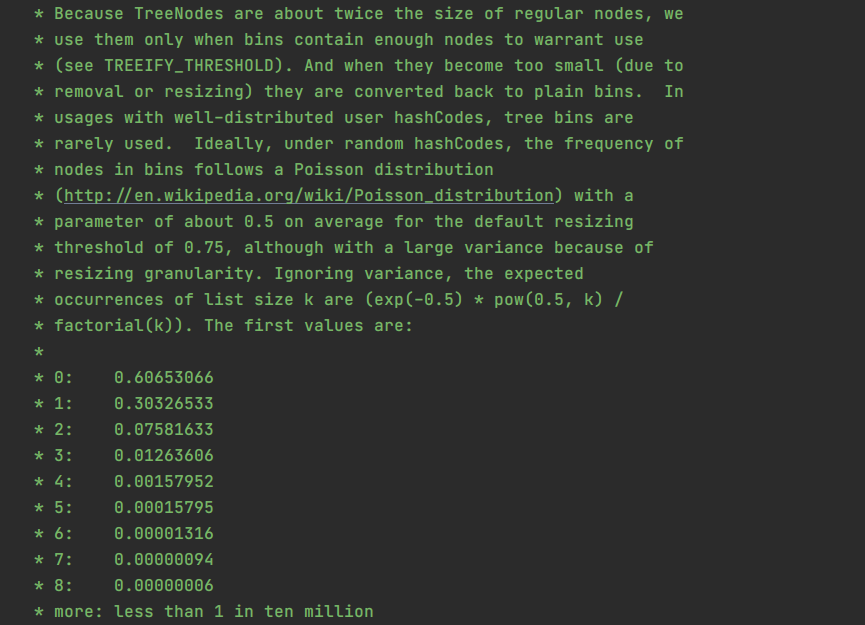 * Because TreeNodes are about twice the size of regular nodes, we
* use them only when bins contain enough nodes to warrant use
* (see TREEIFY_THRESHOLD). And when they become too small (due to
* removal or resizing) they are converted back to plain bins.  In
* usages with well-distributed user hashCodes, tree bins are
* rarely used.  Ideally, under random hashCodes, the frequency of
* nodes in bins follows a Poisson distribution
* (http://en.wikipedia.org/wiki/Poisson_distribution) with a
* parameter of about 0.5 on average for the default resizing
* threshold of 0.75, although with a large variance because of
* resizing granularity. Ignoring variance, the expected
* occurrences of list size k are (exp(-0.5) * pow(0.5, k) /
* factorial(k)). The first values are:
*
* 0:    0.60653066
* 1:    0.30326533
* 2:    0.07581633
* 3:    0.01263606
* 4:    0.00157952
* 5:    0.00015795
* 6:    0.00001316
* 7:    0.00000094
* 8:    0.00000006
* more: less than 1 in ten million